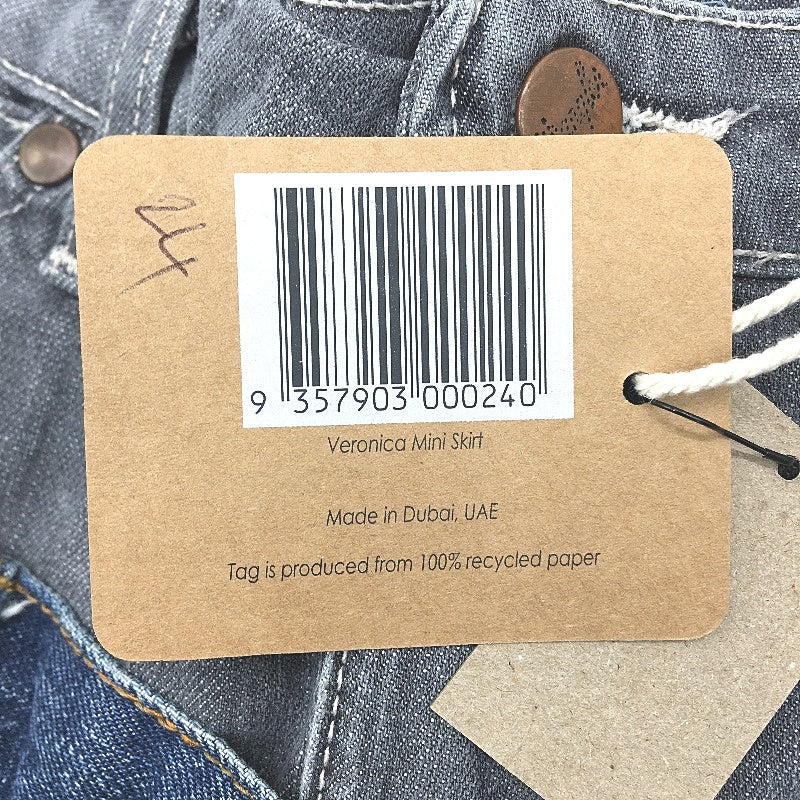 24
9 357903 000240
Veronica Mini Skirt
Made in Dubai, UAE
Tag is produced from 100% recycled paper